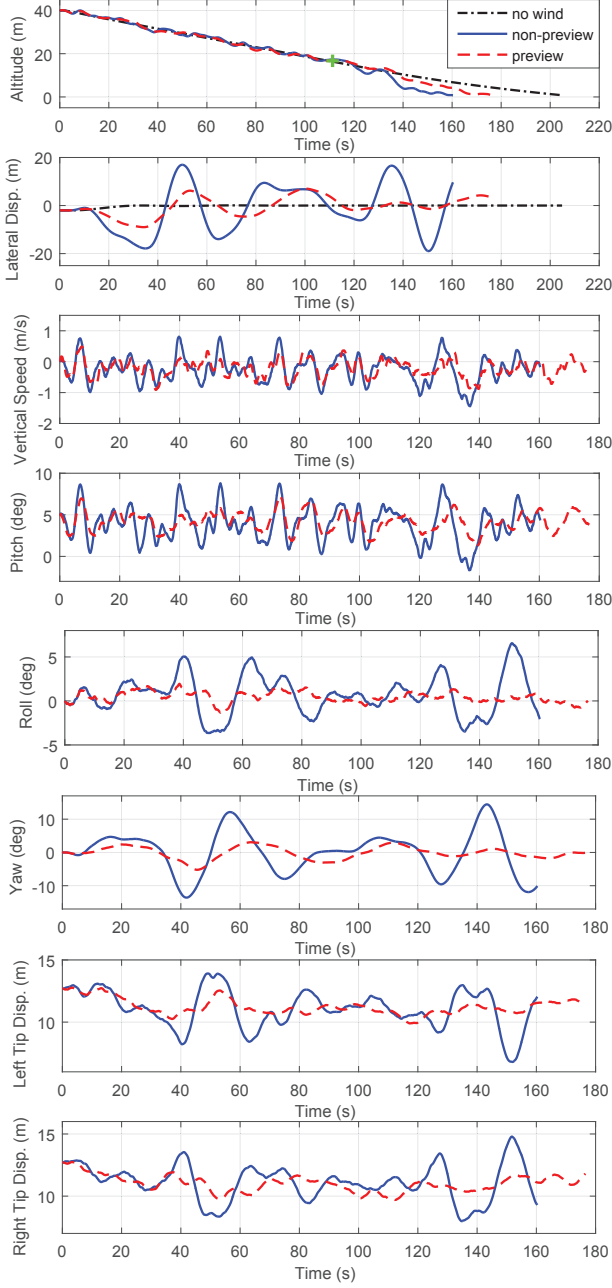 no wind
non-preview
preview
Altitude (m)
40
20
0
0 20 40 60 80 100 120 140 160 180 200 220
Time (s)
Lateral Disp. (m)
20
0
-20
0 20 40 60 80 100 120 140 160 180 200 220
Time (s)
Vertical Speed (m/s)
1
0
-1
-2
0 20 40 60 80 100 120 140 160 180
Time (s)
Pitch (deg)
10
5
0
0 20 40 60 80 100 120 140 160 180
Time (s)
Roll (deg)
5
0
-5
0 20 40 60 80 100 120 140 160 180
Time (s)
Yaw (deg)
10
0
-10
0 20 40 60 80 100 120 140 160 180
Time (s)
Left Tip Disp. (m)
15
10
0 20 40 60 80 100 120 140 160 180
Time (s)
Right Tip Disp. (m)
15
10
0 20 40 60 80 100 120 140 160 180
Time (s)